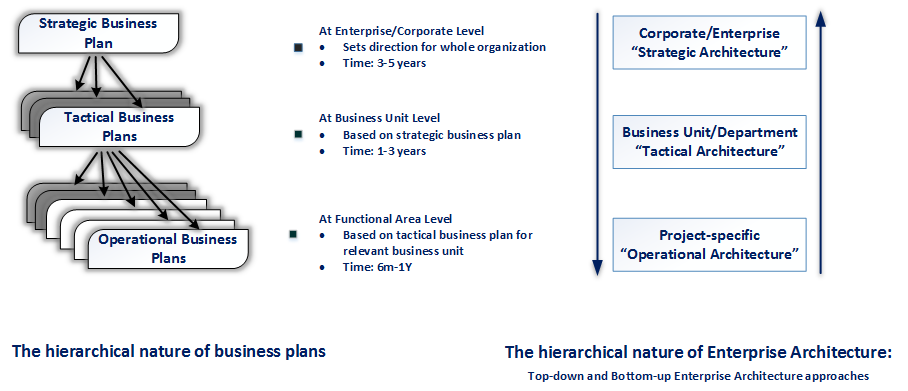 Strategic Business
Plan
Tactical Business
Plans
Operational Business
Plans
At Enterprise/Corporate Level
• Sets direction for whole organization
• Time: 3-5 years
At Business Unit Level
• Based on strategic business plan
• Time: 1-3 years
At Functional Area Level
• Based on tactical business plan for
relevant business unit
• Time: 6m-1Y
Corporate/Enterprise
“Strategic Architecture”
Business Unit/Department
“Tactical Architecture”
Project-specific
“Operational Architecture”
The hierarchical nature of business plans
The hierarchical nature of Enterprise Architecture:
Top-down and Bottom-up Enterprise Architecture approaches